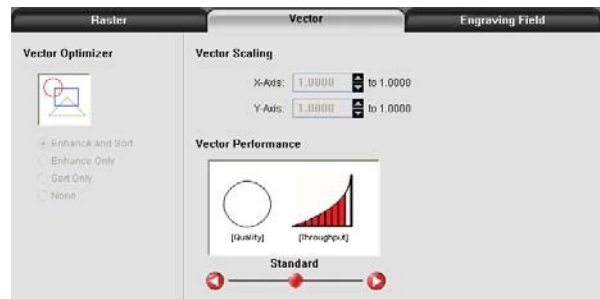 Raster
Vector
Engraving Field
Vector Optimizer
Enhance and Sort
Enhance Only
Sort Only
None
Vector Scaling
X-Axis: 1.0000 to 1.0000
Y-Axis: 1.0000 to 1.0000
Vector Performance
[Quality] [Throughput]
Standard